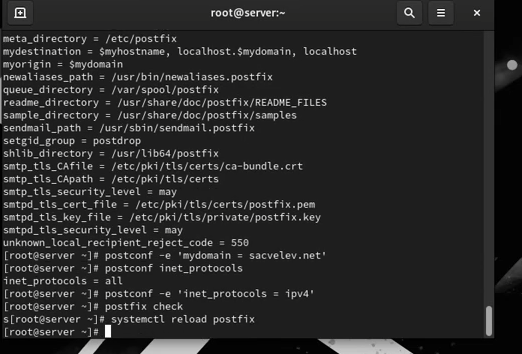 root@server:~
meta_directory = /etc/postfix
mydestination = $myhostname, localhost.$mydomain, localhost
myorigin = $mydomain
newaliases_path = /usr/bin/newaliases.postfix
queue_directory = /var/spool/postfix
readme_directory = /usr/share/doc/postfix/README_FILES
sample_directory = /usr/share/doc/postfix/samples
sendmail_path = /usr/sbin/sendmail.postfix
setgid_group = postdrop
shlib_directory = /usr/lib64/postfix
smtp_tls_CAfile = /etc/pki/tls/certs/ca-bundle.crt
smtp_tls_CApath = /etc/pki/tls/certs
smtp_tls_security_level = may
smtpd_tls_cert_file = /etc/pki/tls/certs/postfix.pem
smtpd_tls_key_file = /etc/pki/tls/private/postfix.key
smtpd_tls_security_level = may
unknown_local_recipient_reject_code = 550
[root@server ~]# postconf -e 'mydomain = sacvelev.net'
[root@server ~]# postconf inet_protocols
inet_protocols = all
[root@server ~]# postconf -e 'inet_protocols = ipv4'
[root@server ~]# postfix check
s[root@server ~]# systemctl reload postfix
[root@server ~]#